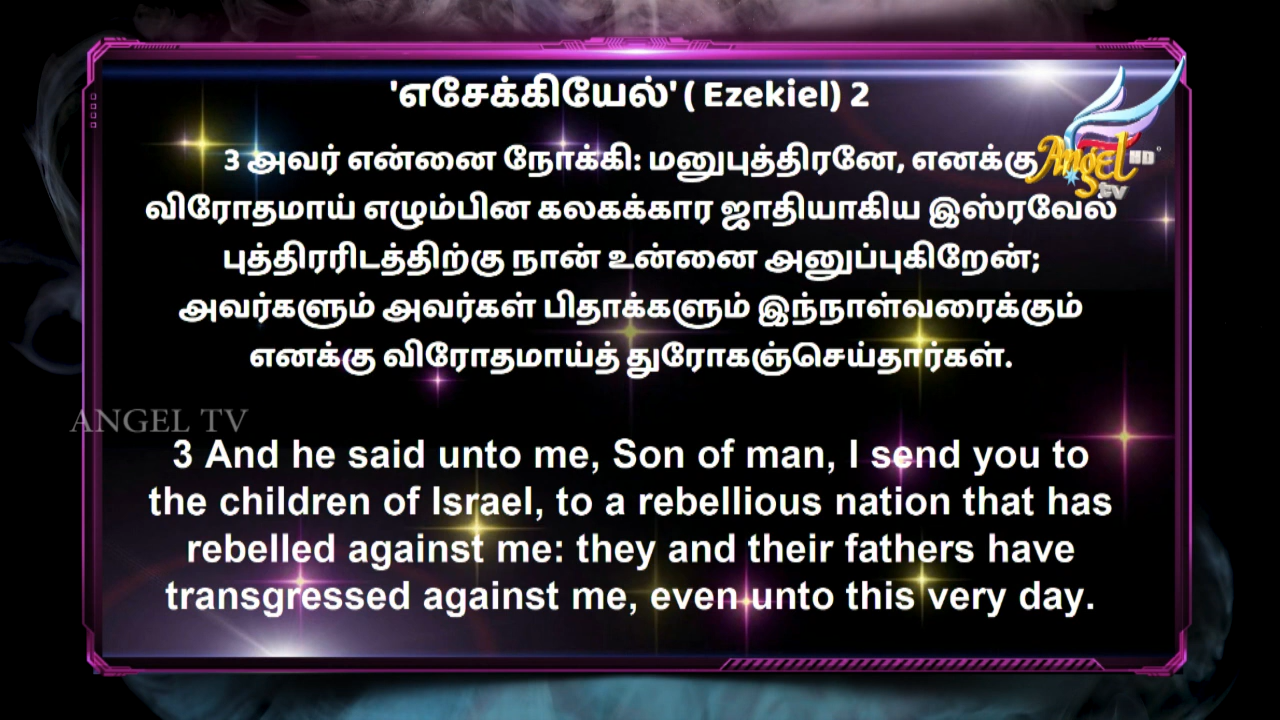 'எசேக்கியேல்' ( Ezekiel) 2
3 அவர் என்னை நோக்கி: மனுபுத்திரனே, எனக்கு
Angel HD
tv
விரோதமாய் எழும்பின கலகக்கார ஜாதியாகிய இஸ்ரவேல்
புத்திரரிடத்திற்கு நான் உன்னை அனுப்புகிறேன்;
அவர்களும் அவர்கள் பிதாக்களும் இந்நாள்வரைக்கும்
எனக்கு விரோதமாய்த் துரோகஞ்செய்தார்கள்.
ANGEL TV
3 And he said unto me, Son of man, I send you to
the children of Israel, to a rebellious nation that has
rebelled against me: they and their fathers have
transgressed against me, even unto this very day.